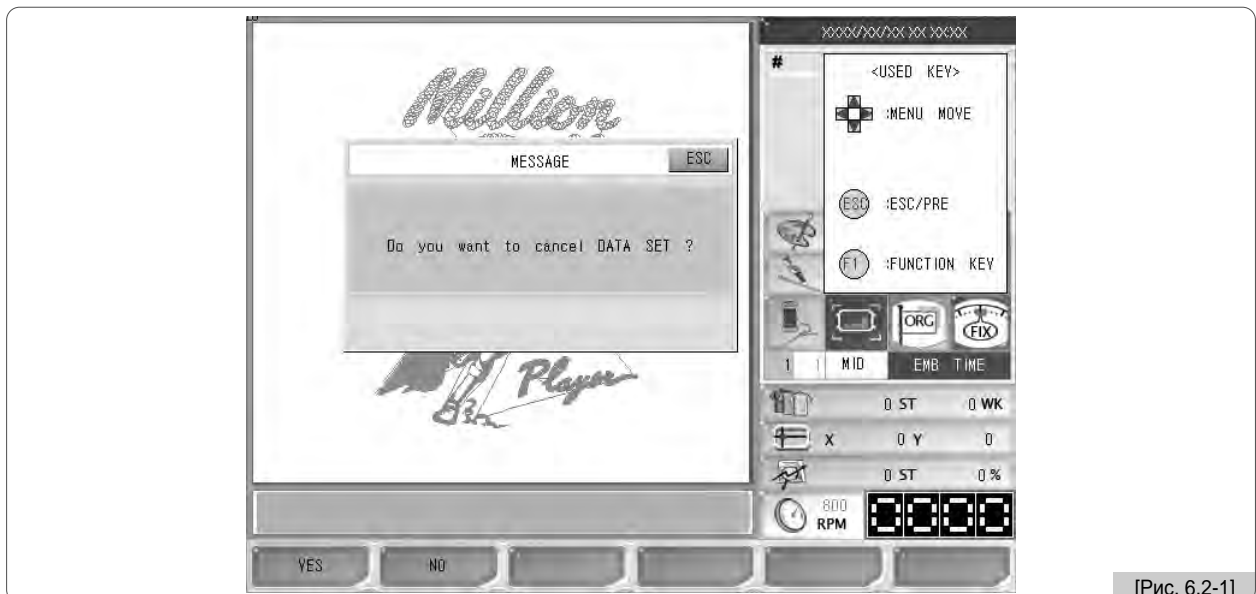 XXXX/XX/XX XX XX:XX
Million
#
<USED KEY>
:MENU MOVE
MESSAGE
ESC
ESC :ESC/PRE
Do you want to cancel DATA SET ?
F1 :FUNCTION KEY
ORG
FIX
1 1 MID EMB TIME
Player
0 ST 0 WK
X 0 Y 0
0 ST 0 %
800
RPM
0000
YES NO
[Рис. 6.2-1]